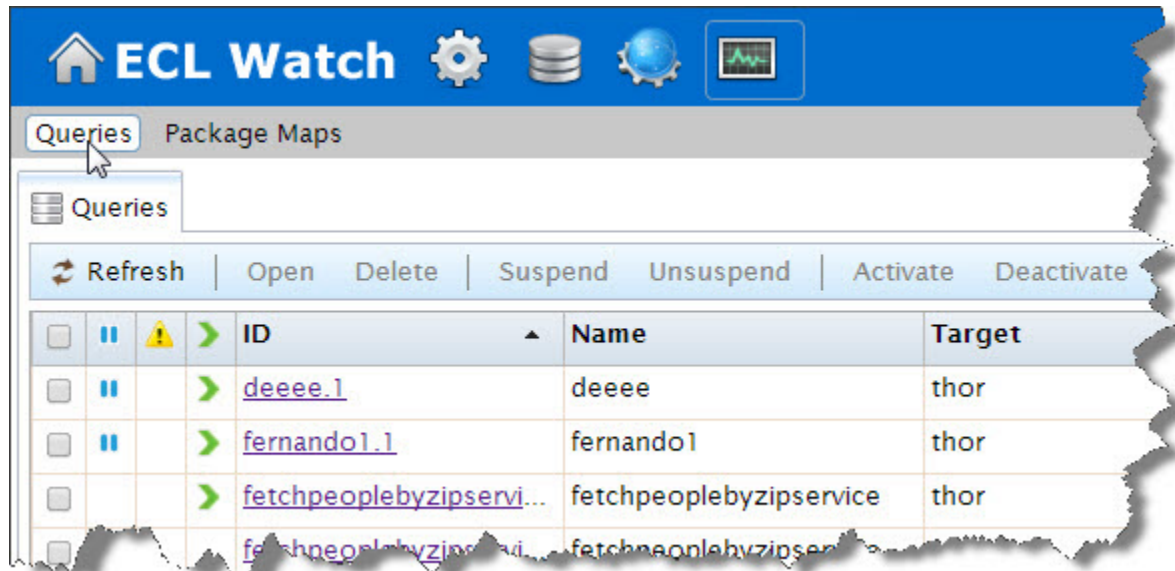 ECL Watch
Queries Package Maps
Queries
Refresh Open Delete Suspend Unsuspend Activate Deactivate
ID Name Target
deeee.1 deeee thor
fernando1.1 fernando1 thor
fetchpeoplebyzipservi... fetchpeoplebyzipservice thor